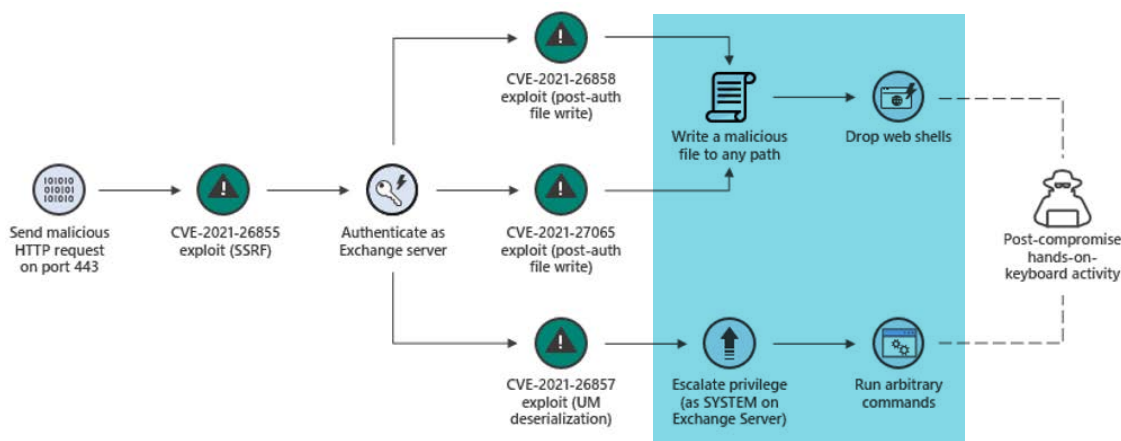 CVE-2021-26858
exploit (post-auth
file write)
Write a malicious
file to any path
Drop web shells
101010
010101
101010
Send malicious
HTTP request
on port 443
CVE-2021-26855
exploit (SSRF)
Authenticate as
Exchange server
CVE-2021-27065
exploit (post-auth
file write)
Post-compromise
hands-on-
keyboard activity
CVE-2021-26857
exploit (UM
deserialization)
Escalate privilege
(as SYSTEM on
Exchange Server)
Run arbitrary
commands